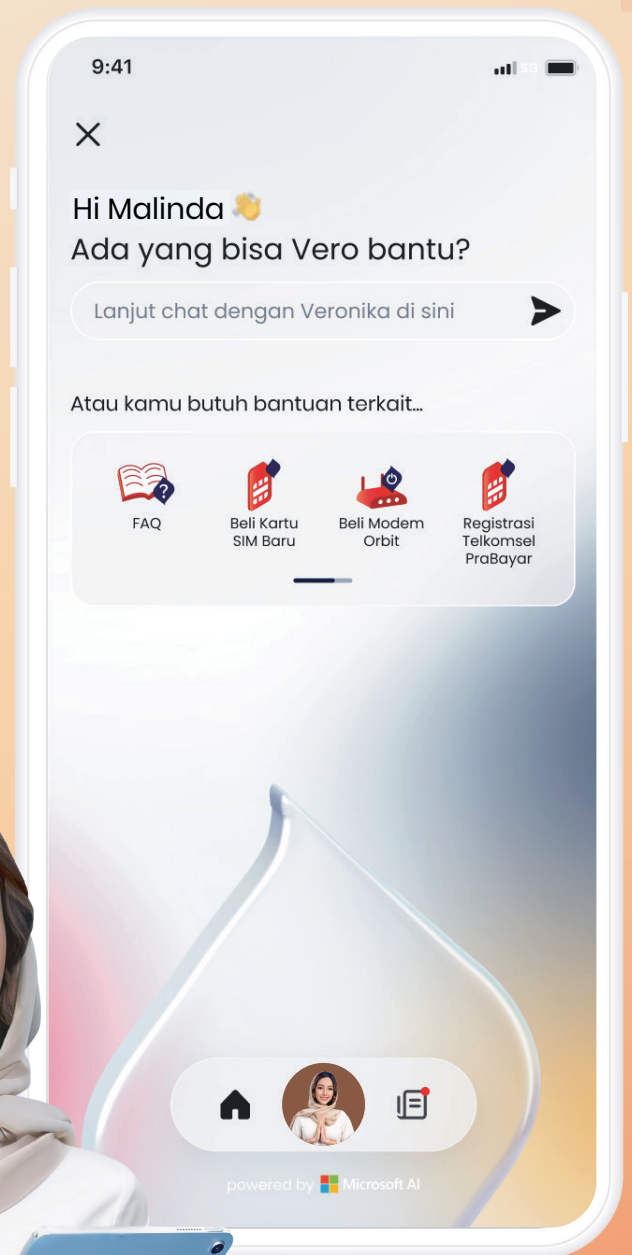 9:41
5G
Hi Malinda 👋
Ada yang bisa Vero bantu?
Lanjut chat dengan Veronika di sini
Atau kamu butuh bantuan terkait...
FAQ
Beli Kartu
SIM Baru
Beli Modem
Orbit
Registrasi
Telkomsel
PraBayar
powered by Microsoft AI